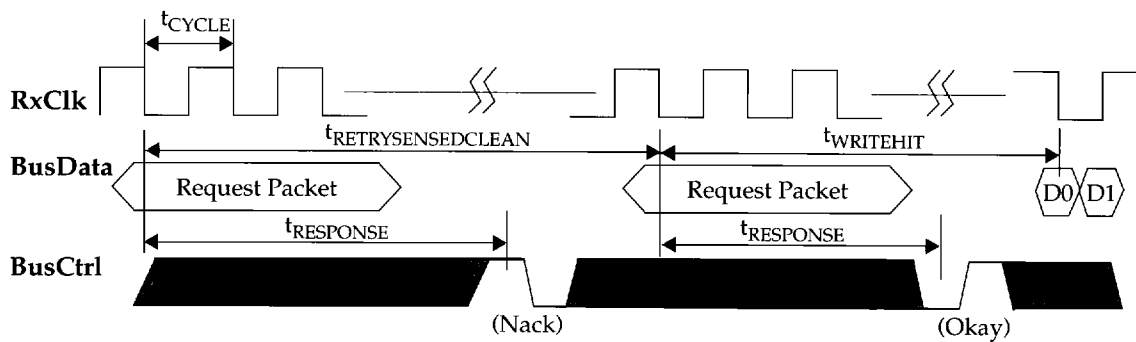 tCYCLE
RxClk
tRETRYSENSEDCLEAN tWRITEHIT
BusData
Request Packet Request Packet D0 D1
tRESPONSE tRESPONSE
BusCtrl
(Nack) (Okay)